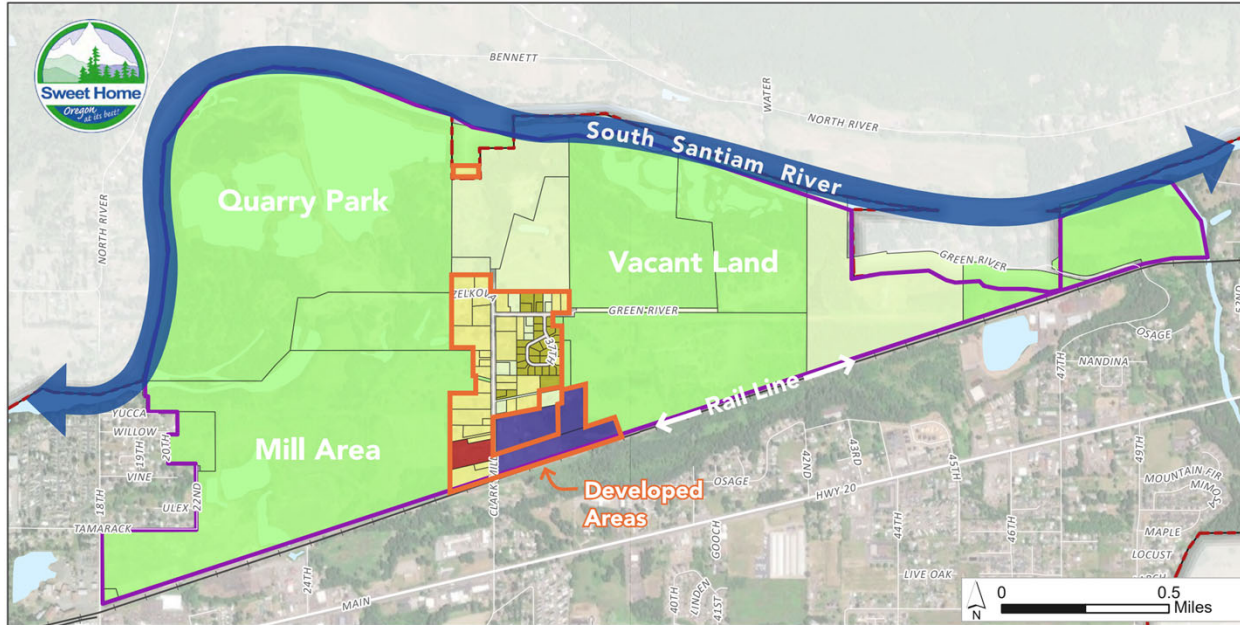 Sweet Home
Oregon
at its best!
BENNETT
WATER
NORTH RIVER
South Santiam River
NORTH RIVER
Quarry Park
Vacant Land
GREEN RIVER
ZELKOVA
GREEN RIVER
37TH
OSAGE
NANDINA
47TH
Rail Line
YUCCA
WILLOW
19TH
20TH
Mill Area
VINE
18TH
ULEX
22ND
TAMARACK
CLARK MILL
Developed
Areas
OSAGE
42ND
43RD
45TH
49TH
MOUNTAIN FIR
MIMOSA
HWY 20
GOOCH
44TH
46TH
MAPLE
LOCUST
LARCH
24TH
MAIN
40TH
LINDEN
41ST
LIVE OAK
N
0
0.5
Miles